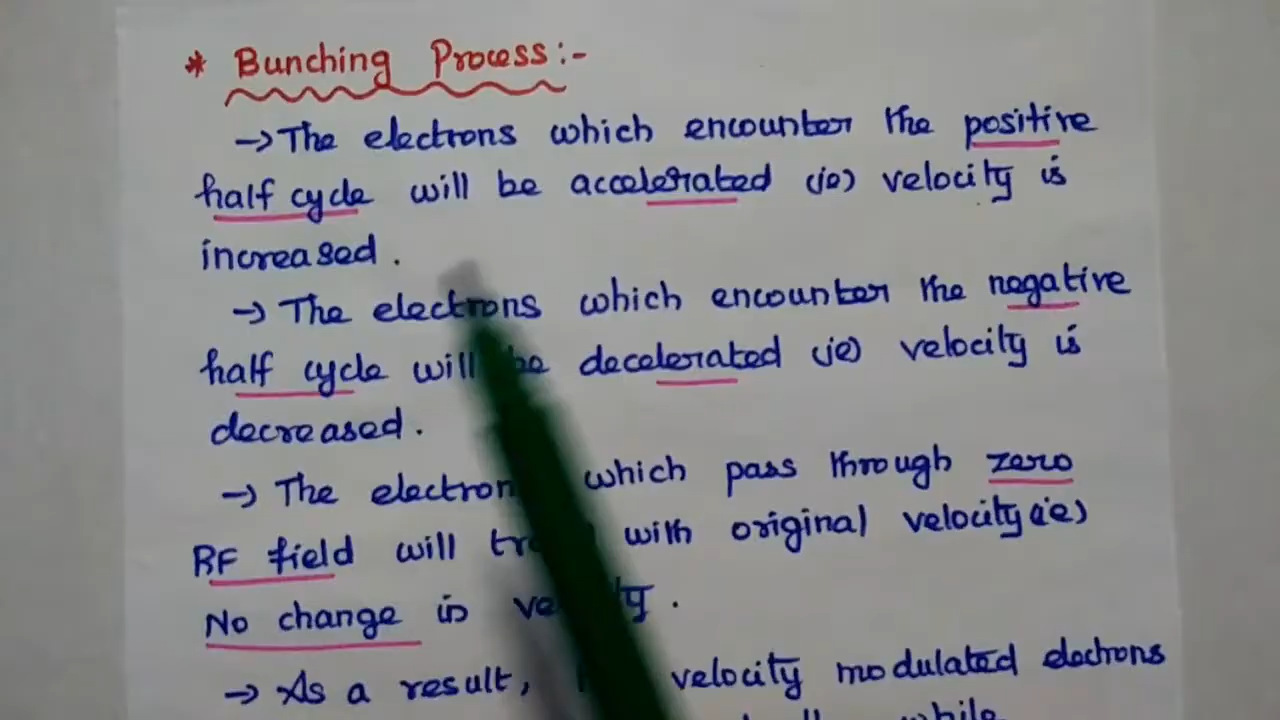 * Bunching Process:-
→ The electrons which encounter the positive
half cycle will be accelerated (ie) velocity is
increased.
→ The electrons which encounter the negative
half cycle will be decelerated (ie) velocity is
decreased.
→ The electron which pass through zero
RF field will with original velocity (ie)
No change in .
→ As a result, velocity modulated electrons
while